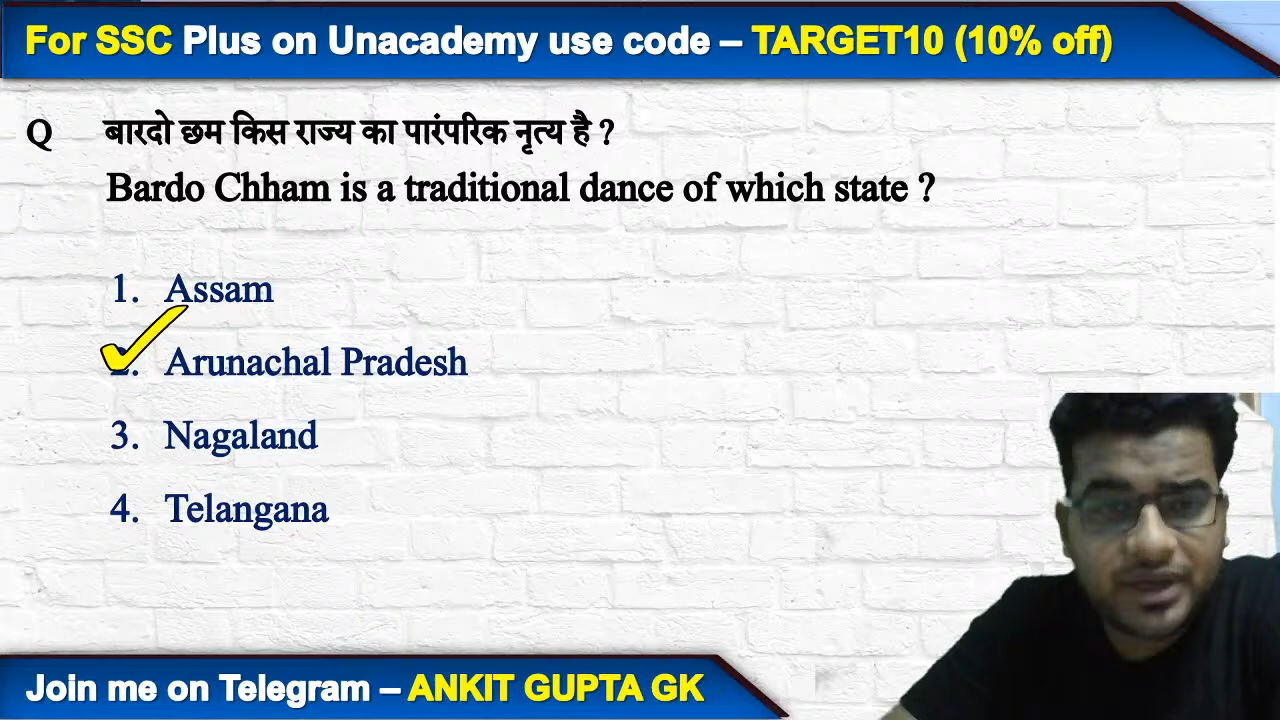 For SSC Plus on Unacademy use code – TARGET10 (10% off)
Q बारदो छम किस राज्य का पारंपरिक नृत्य है ?
Bardo Chham is a traditional dance of which state ?
1. Assam
2. Arunachal Pradesh
3. Nagaland
4. Telangana
Join me on Telegram – ANKIT GUPTA GK